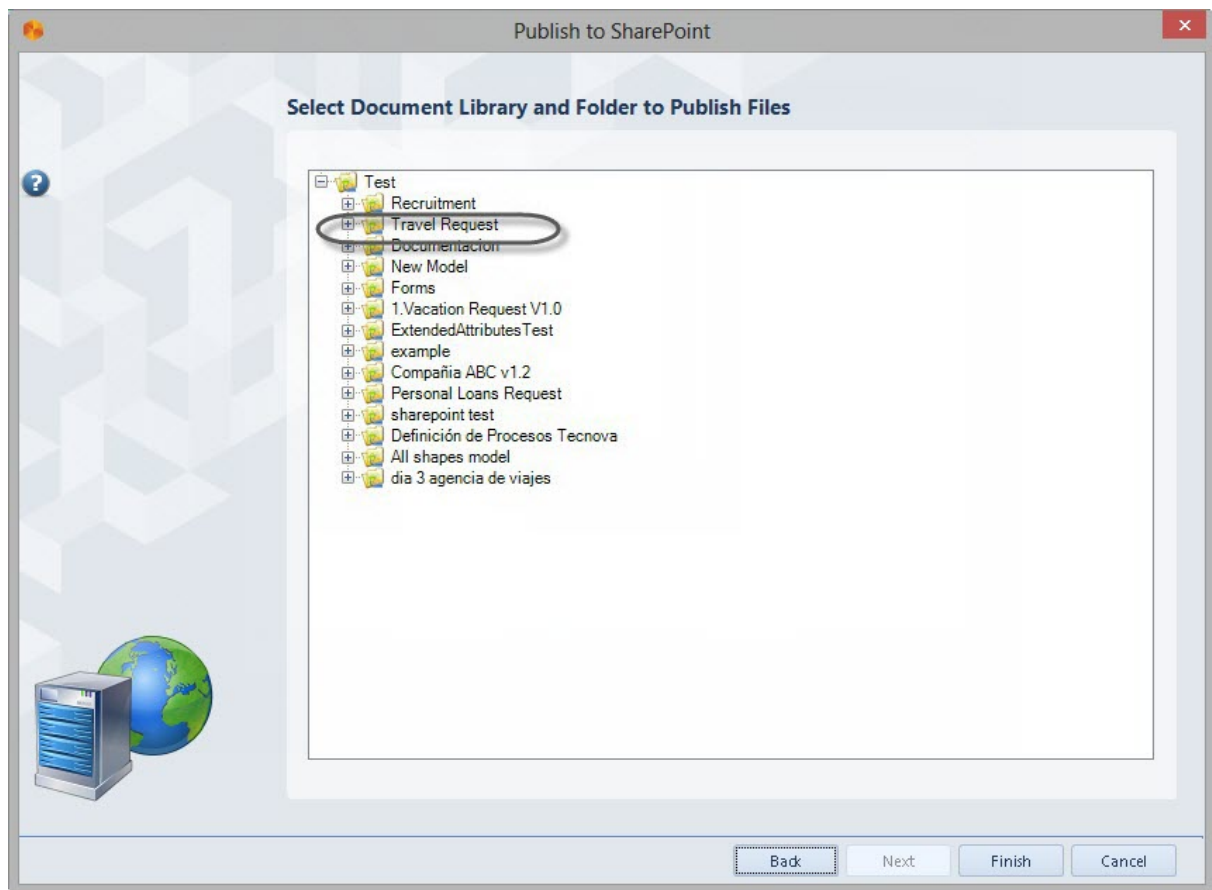 Publish to SharePoint
Select Document Library and Folder to Publish Files
Test
Recruitment
Travel Request
Documentacion
New Model
Forms
1.Vacation Request V1.0
ExtendedAttributesTest
example
Compañia ABC v1.2
Personal Loans Request
sharepoint test
Definición de Procesos Tecnova
All shapes model
dia 3 agencia de viajes
Back Next Finish Cancel